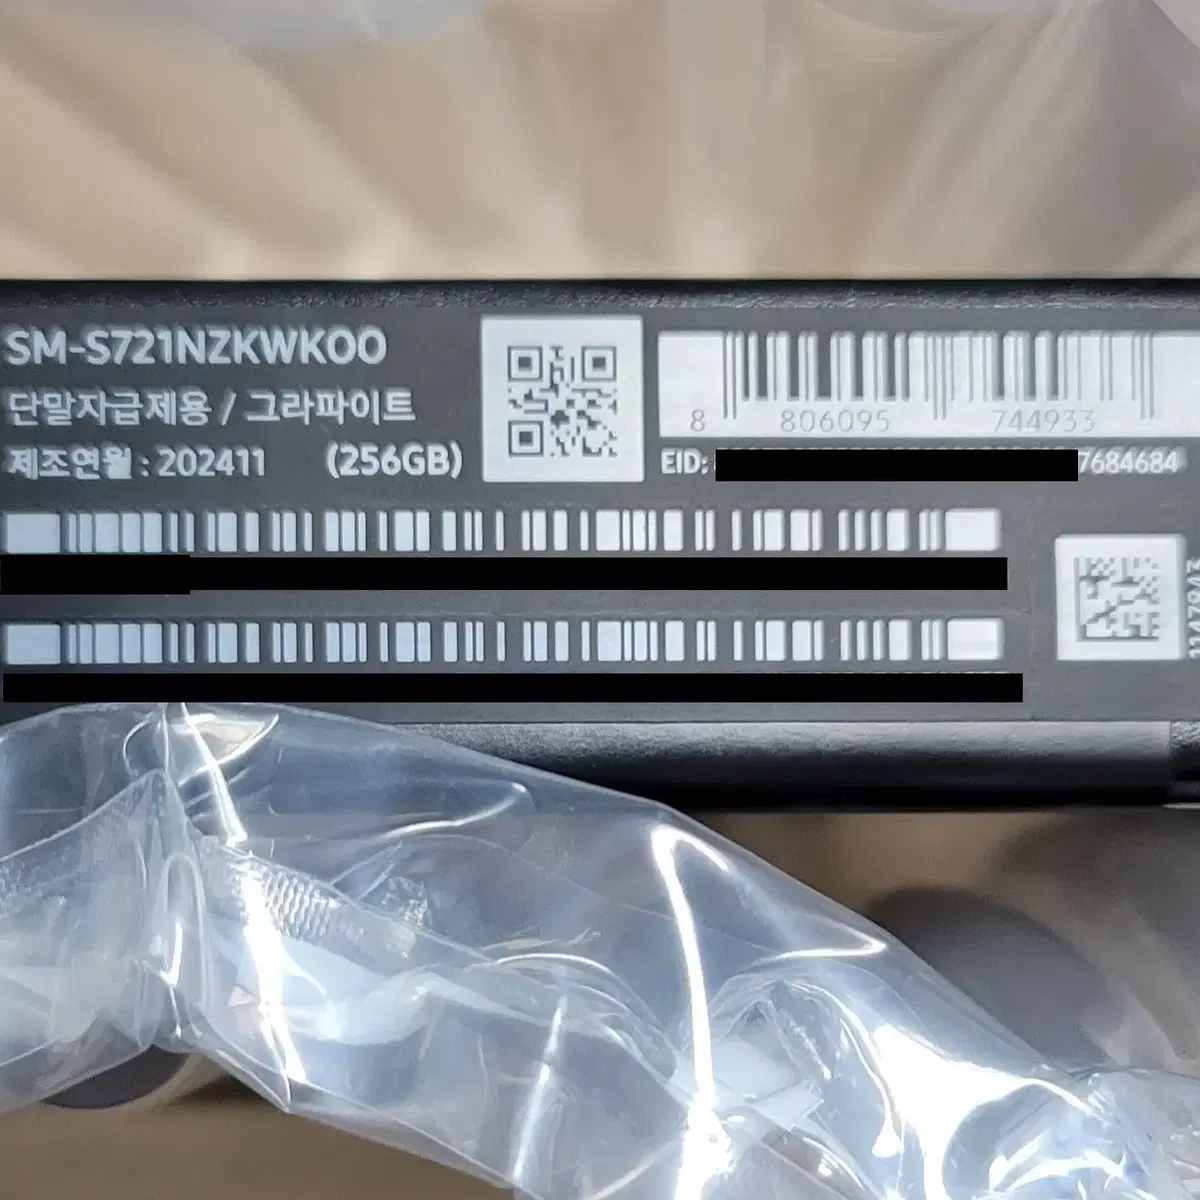 SM-S721NZKWKOO
단말자급제용 / 그라파이트
제조연월 : 202411 (256GB)
8 806095 744933
EID: 7684684